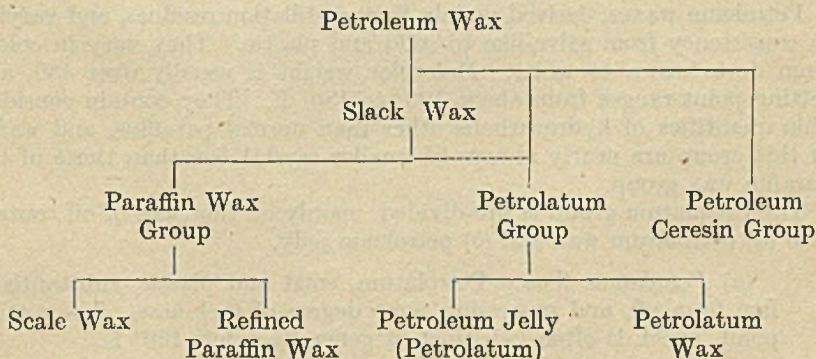 Petroleum Wax
Slack Wax
Paraffin Wax
Group
Petrolatum
Group
Petroleum
Ceresin Group
Scale Wax
Refined
Paraffin Wax
Petroleum Jelly
(Petrolatum)
Petrolatum
Wax